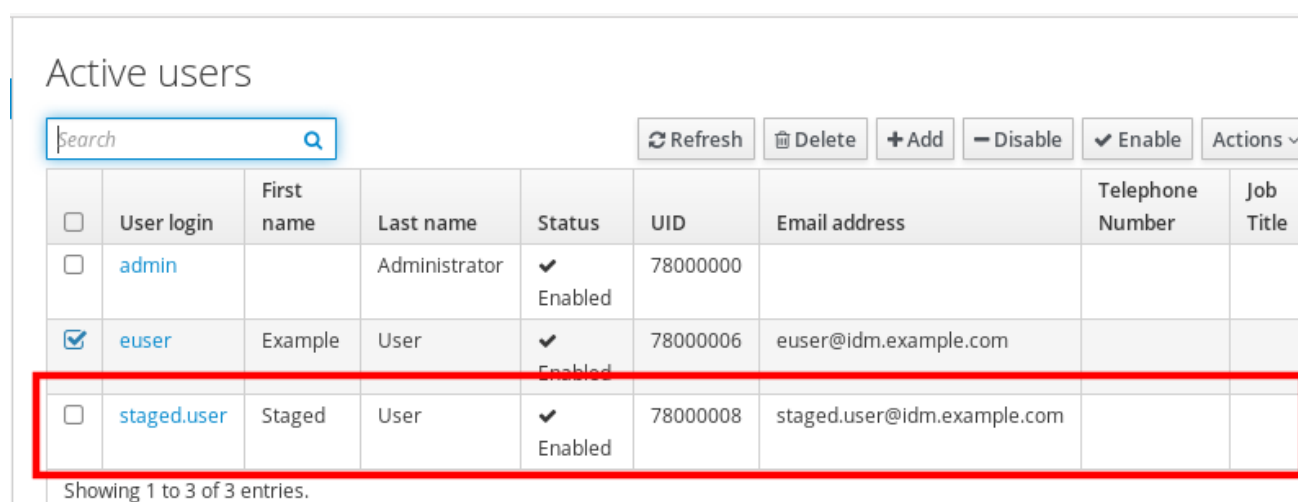 Active users
Search Refresh Delete Add Disable Enable Actions
First Telephone Job
User login name Last name Status UID Email address Number Title
admin Administrator 78000000
Enabled
euser Example User 78000006 euser@idm.example.com
Enabled
staged.user Staged User 78000008 staged.user@idm.example.com
Enabled
Showing 1 to 3 of 3 entries.